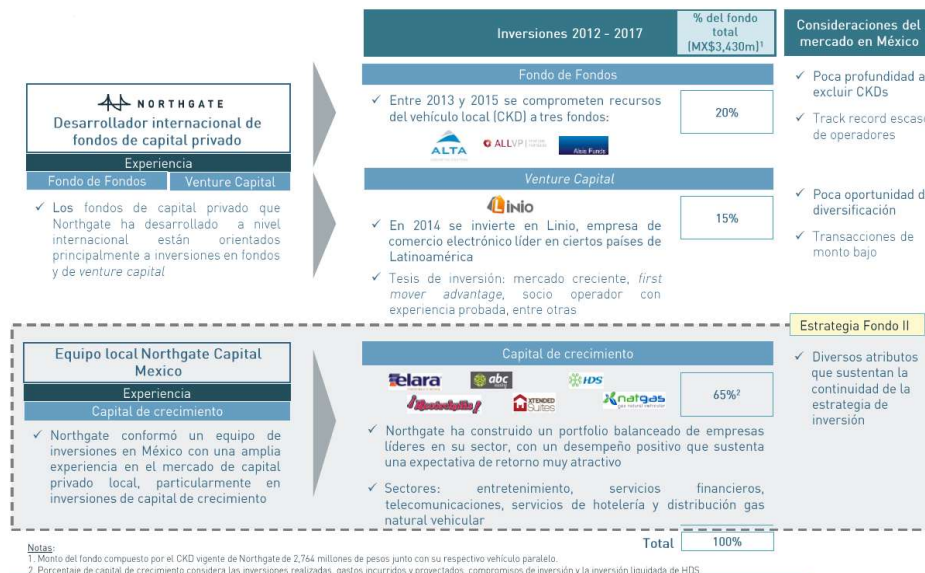 Inversiones 2012 - 2017
% del fondo
total
(MX$3,430m)¹
Consideraciones del
mercado en México
NORTHGATE
Desarrollador internacional de
fondos de capital privado
Experiencia
Fondo de Fondos
Venture Capital
✓ Los fondos de capital privado que
Northgate ha desarrollado a nivel
internacional están orientados
principalmente a inversiones en fondos
y de venture capital
Fondo de Fondos
✓ Entre 2013 y 2015 se comprometen recursos
del vehículo local (CKD) a tres fondos:
ALTA
ALLVP
Alsis Funds
20%
✓ Poca profundidad a
excluir CKDs
✓ Track record escaso
de operadores
Venture Capital
Linio
✓ En 2014 se invierte en Linio, empresa de
comercio electrónico líder en ciertos países de
Latinoamérica
✓ Tesis de inversión: mercado creciente, first
mover advantage, socio operador con
experiencia probada, entre otras
15%
✓ Poca oportunidad d
diversificación
✓ Transacciones de
monto bajo
Estrategia Fondo II
Equipo local Northgate Capital
Mexico
Experiencia
Capital de crecimiento
✓ Northgate conformó un equipo de
inversiones en México con una amplia
experiencia en el mercado de capital
privado local, particularmente en
inversiones de capital de crecimiento
Capital de crecimiento
elara
abc
HDS
XTENDED
Suites
natgas
gas natural vehicular
65%²
✓ Northgate ha construido un portfolio balanceado de empresas
líderes en su sector, con un desempeño positivo que sustenta
una expectativa de retorno muy atractivo
✓ Sectores: entretenimiento, servicios financieros,
telecomunicaciones, servicios de hotelería y distribución gas
natural vehicular
✓ Diversos atributos
que sustentan la
continuidad de la
estrategia de
inversión
Total 100%
Notas:
1. Monto del fondo compuesto por el CKD vigente de Northgate de 2,764 millones de pesos junto con su respectivo vehículo paralelo.
2. Porcentaje de capital de crecimiento considera las inversiones realizadas, gastos incurridos y proyectados, compromisos de inversión y la inversión liquidada de HDS